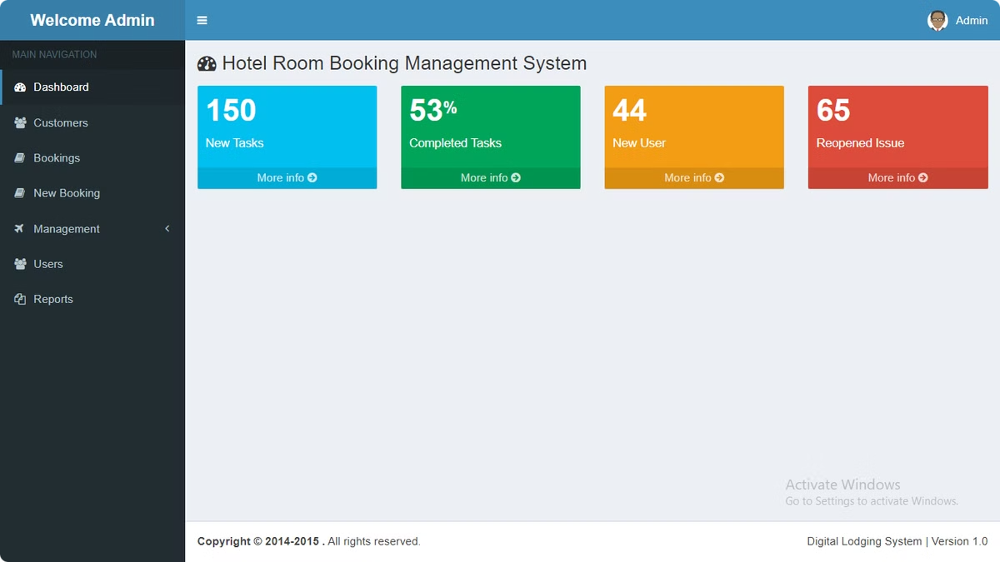 Welcome Admin
Admin
MAIN NAVIGATION
Dashboard
Customers
Bookings
New Booking
Management
Users
Reports
Hotel Room Booking Management System
150
New Tasks
More info
53%
Completed Tasks
More info
44
New User
More info
65
Reopened Issue
More info
Activate Windows
Go to Settings to activate Windows.
Copyright © 2014-2015 . All rights reserved.
Digital Lodging System | Version 1.0